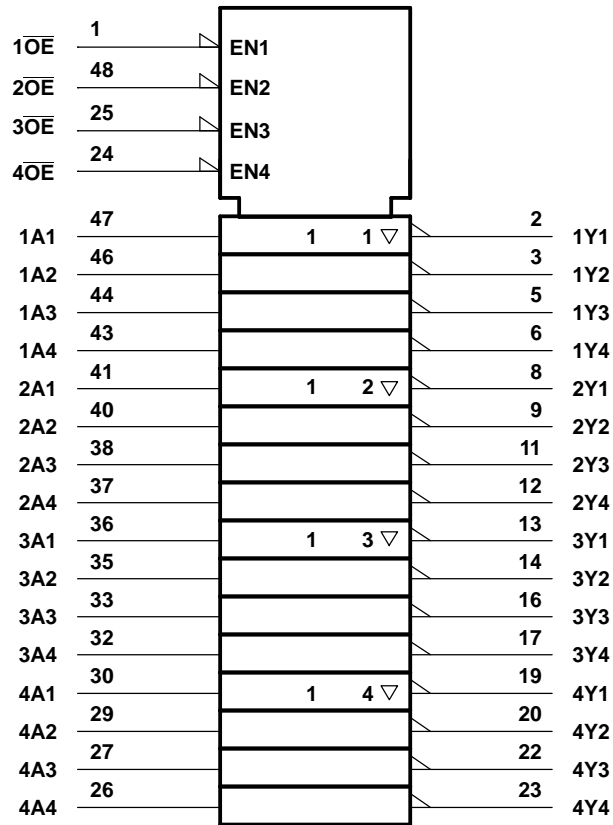 1O̅E̅ 1 EN1
2O̅E̅ 48 EN2
3O̅E̅ 25 EN3
4O̅E̅ 24 EN4
1A1 47 1 1 ▽ 2 1Y1
1A2 46 3 1Y2
1A3 44 5 1Y3
1A4 43 6 1Y4
2A1 41 1 2 ▽ 8 2Y1
2A2 40 9 2Y2
2A3 38 11 2Y3
2A4 37 12 2Y4
3A1 36 1 3 ▽ 13 3Y1
3A2 35 14 3Y2
3A3 33 16 3Y3
3A4 32 17 3Y4
4A1 30 1 4 ▽ 19 4Y1
4A2 29 20 4Y2
4A3 27 22 4Y3
4A4 26 23 4Y4